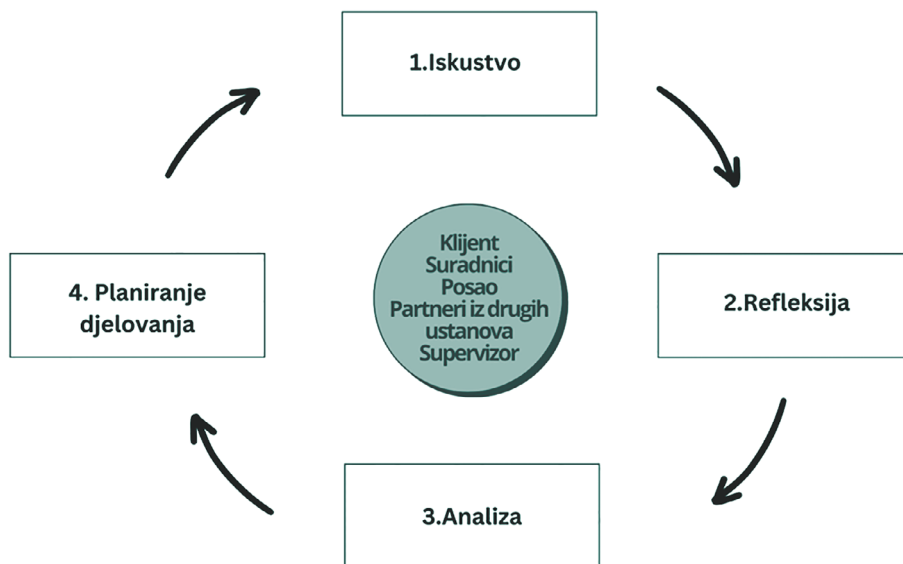 1.Iskustvo
2.Refleksija
3.Analiza
4. Planiranje
djelovanja
Klijent
Suradnici
Posao
Partneri iz drugih
ustanova
Supervizor